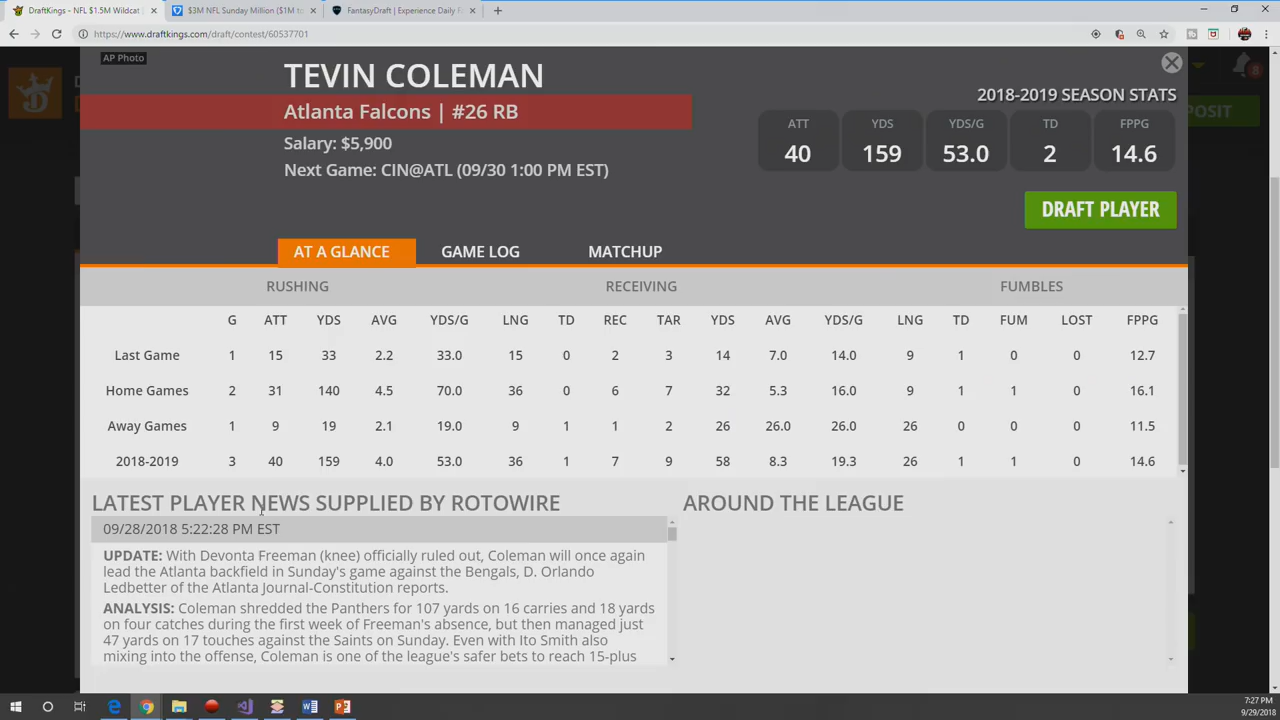 DraftKings - NFL $1.5M Wildcat
$3M NFL Sunday Million ($1M to
FantasyDraft | Experience Daily F
https://www.draftkings.com/draft/contest/60537701
AP Photo
TEVIN COLEMAN
Atlanta Falcons | #26 RB
Salary: $5,900
Next Game: CIN@ATL (09/30 1:00 PM EST)
2018-2019 SEASON STATS
ATT YDS YDS/G TD FPPG
40 159 53.0 2 14.6
DRAFT PLAYER
OSIT
AT A GLANCE GAME LOG MATCHUP
RUSHING RECEIVING FUMBLES
G ATT YDS AVG YDS/G LNG TD REC TAR YDS AVG YDS/G LNG TD FUM LOST FPPG
Last Game 1 15 33 2.2 33.0 15 0 2 3 14 7.0 14.0 9 1 0 0 12.7
Home Games 2 31 140 4.5 70.0 36 0 6 7 32 5.3 16.0 9 1 1 0 16.1
Away Games 1 9 19 2.1 19.0 9 1 1 2 26 26.0 26.0 26 0 0 0 11.5
2018-2019 3 40 159 4.0 53.0 36 1 7 9 58 8.3 19.3 26 1 1 0 14.6
LATEST PLAYER NEWS SUPPLIED BY ROTOWIRE
09/28/2018 5:22:28 PM EST
UPDATE: With Devonta Freeman (knee) officially ruled out, Coleman will once again
lead the Atlanta backfield in Sunday's game against the Bengals, D. Orlando
Ledbetter of the Atlanta Journal-Constitution reports.
ANALYSIS: Coleman shredded the Panthers for 107 yards on 16 carries and 18 yards
on four catches during the first week of Freeman's absence, but then managed just
47 yards on 17 touches against the Saints on Sunday. Even with Ito Smith also
mixing into the offense, Coleman is one of the league's safer bets to reach 15-plus
AROUND THE LEAGUE
7:27 PM
9/29/2018